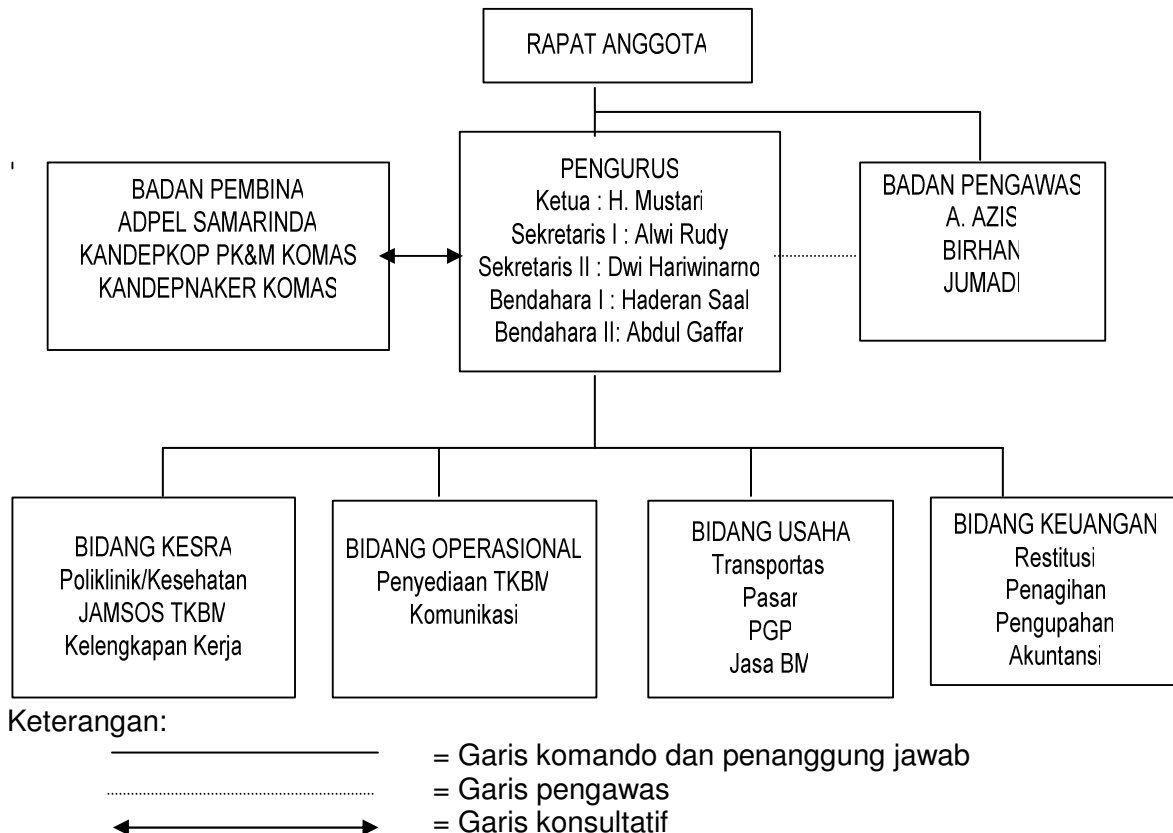 RAPAT ANGGOTA
BADAN PEMBINA
ADPEL SAMARINDA
KANDEPKOP PK&M KOMAS
KANDEPNAKER KOMAS
PENGURUS
Ketua : H. Mustari
Sekretaris I : Alwi Rudy
Sekretaris II : Dwi Hariwinarno
Bendahara I : Haderan Saal
Bendahara II: Abdul Gaffar
BADAN PENGAWAS
A. AZIS
BIRHAN
JUMADI
BIDANG KESRA
Poliklinik/Kesehatan
JAMSOS TKBM
Kelengkapan Kerja
BIDANG OPERASIONAL
Penyediaan TKBM
Komunikasi
BIDANG USAHA
Transportas
Pasar
PGP
Jasa BM
BIDANG KEUANGAN
Restitusi
Penagihan
Pengupahan
Akuntansi
Keterangan:
= Garis komando dan penanggung jawab
= Garis pengawas
= Garis konsultatif